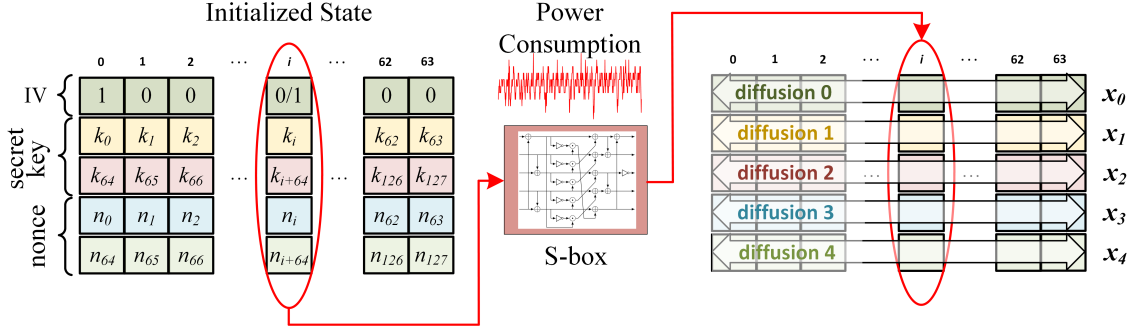 Initialized State
Power
Consumption
0 1 2 ... i ... 62 63
0 1 2 ... i ... 62 63
IV 1 0 0 0/1 0 0
secret
key
k0 k1 k2 ki k62 k63
k64 k65 k66 ... ki+64 ... k126 k127
nonce
n0 n1 n2 ni n62 n63
n64 n65 n66 ni+64 n126 n127
S-box
diffusion 0 x0
diffusion 1 x1
diffusion 2 ... ... x2
diffusion 3 x3
diffusion 4 x4